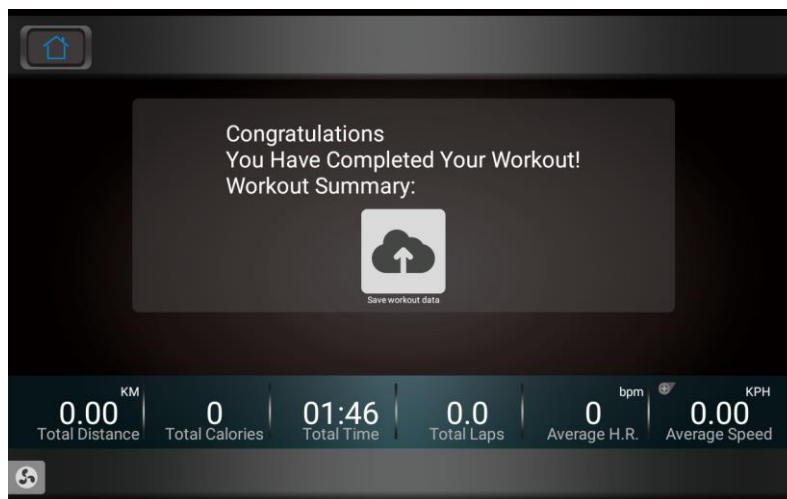 Congratulations
You Have Completed Your Workout!
Workout Summary:
Save workout data
KM bpm KPH
0.00 0 01:46 0.0 0 0.00
Total Distance Total Calories Total Time Total Laps Average H.R. Average Speed